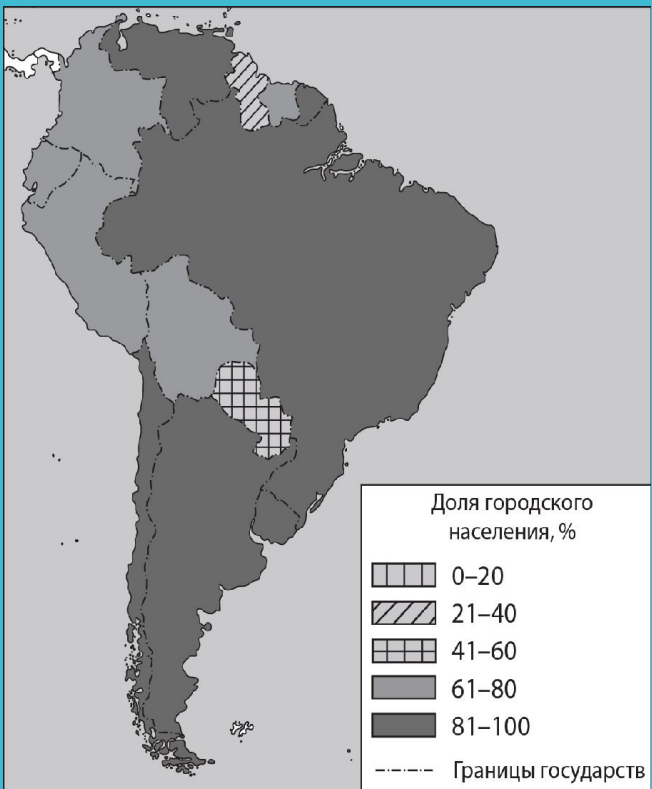 Доля городского
населения, %
0–20
21–40
41–60
61–80
81–100
Границы государств